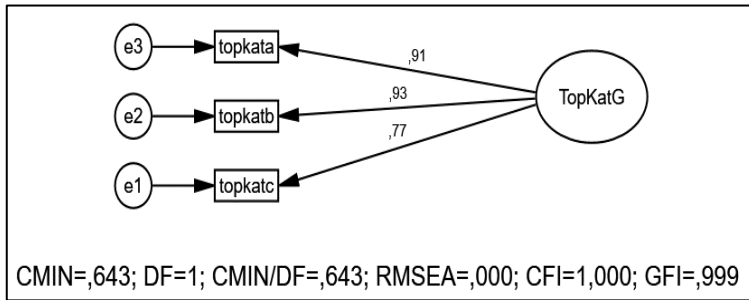 e3 topkata ,91
e2 topkatb ,93 TopKatG
e1 topkatc ,77
CMIN=,643; DF=1; CMIN/DF=,643; RMSEA=,000; CFI=1,000; GFI=,999